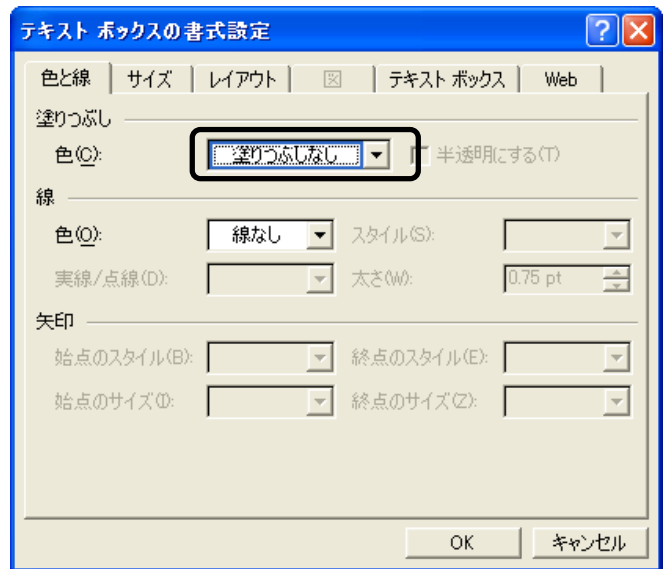 テキスト ボックスの書式設定
色と線 サイズ レイアウト 図 テキスト ボックス Web
塗りつぶし
色(C): 塗りつぶしなし 半透明にする(T)
線
色(O): 線なし スタイル(S):
実線/点線(D): 太さ(W): 0.75 pt
矢印
始点のスタイル(B): 終点のスタイル(E):
始点のサイズ(I): 終点のサイズ(Z):
OK キャンセル